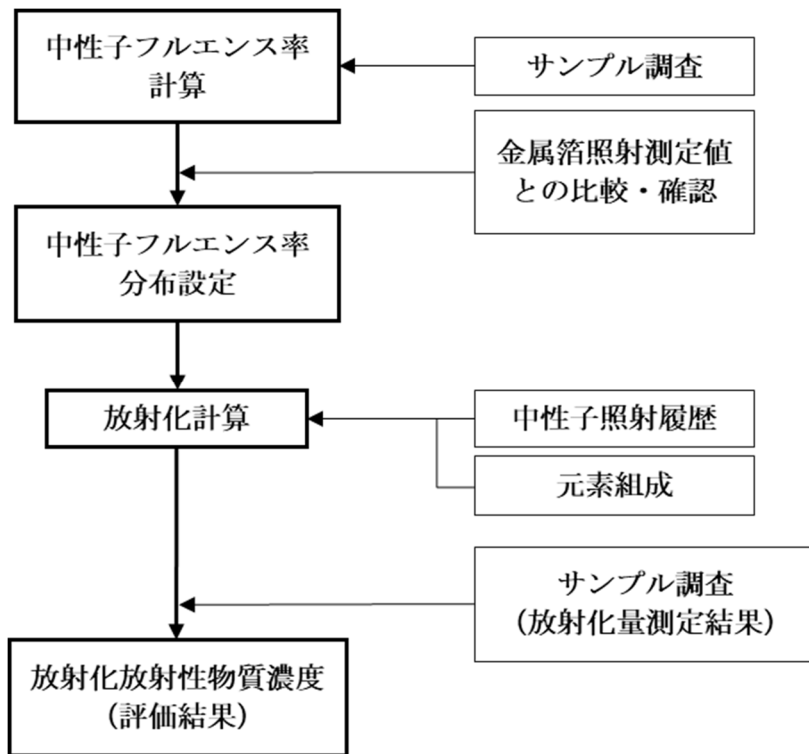 中性子フルエンス率
計算
サンプル調査
金属箔照射測定値
との比較・確認
中性子フルエンス率
分布設定
放射化計算
中性子照射履歴
元素組成
サンプル調査
(放射化量測定結果)
放射化放射性物質濃度
(評価結果)